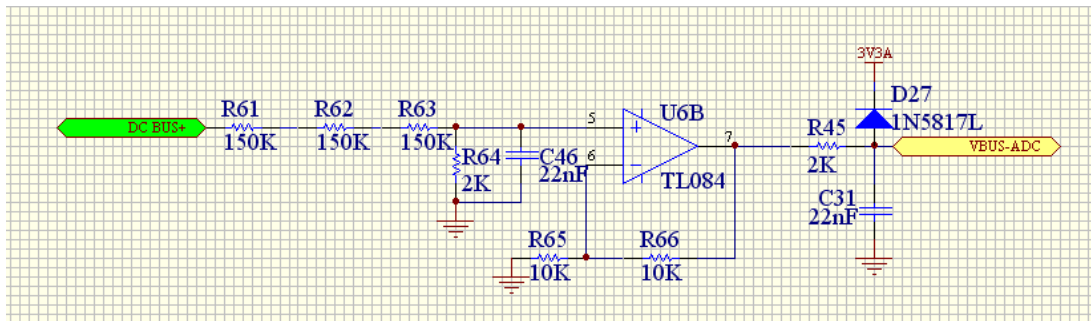 3V3A
R61
R62
R63
U6B
D27
1N5817L
DC BUS+
5
7
R45
VBUS-ADC
150K
150K
150K
R64
2K
C46
22nF
6
TL084
2K
C31
22nF
R65
10K
R66
10K